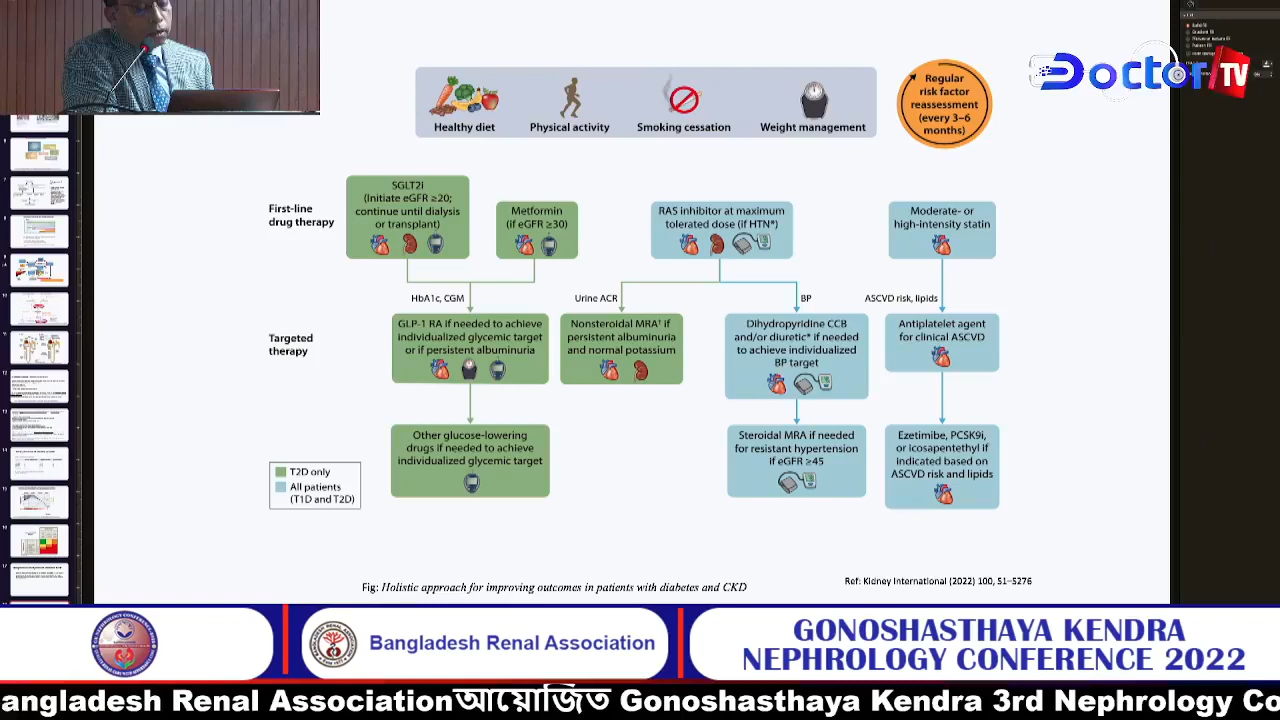 Doctor TV
Healthy diet
Physical activity
Smoking cessation
Weight management
Regular
risk factor
reassessment
(every 3–6
months)
First-line
drug therapy
SGLT2i
(Initiate eGFR ≥20;
continue until dialysis
or transplant)
Metformin
(if eGFR ≥30)
RAS inhibitor at maximum
tolerated dose (if HTN*)
Moderate- or
high-intensity statin
HbA1c, CGM
Urine ACR
BP
ASCVD risk, lipids
Targeted
therapy
GLP-1 RA if needed to achieve
individualized glycemic target
or if persistent albuminuria
Nonsteroidal MRA† if
persistent albuminuria
and normal potassium
Dihydropyridine CCB
and/or diuretic* if needed
to achieve individualized
BP target
Antiplatelet agent
for clinical ASCVD
Other glucose-lowering
drugs if needed to achieve
individualized glycemic target
Steroidal MRA if needed
for resistant hypertension
if eGFR ≥45
Ezetimibe, PCSK9i,
or icosapentethyl if
indicated based on
ASCVD risk and lipids
T2D only
All patients
(T1D and T2D)
Ref: Kidney International (2022) 100, 51–5276
Fig: Holistic approach for improving outcomes in patients with diabetes and CKD
Bangladesh Renal Association
GONOSHASTHAYA KENDRA
NEPHROLOGY CONFERENCE 2022
angladesh Renal Associationআয়োজিত Gonoshasthaya Kendra 3rd Nephrology Co